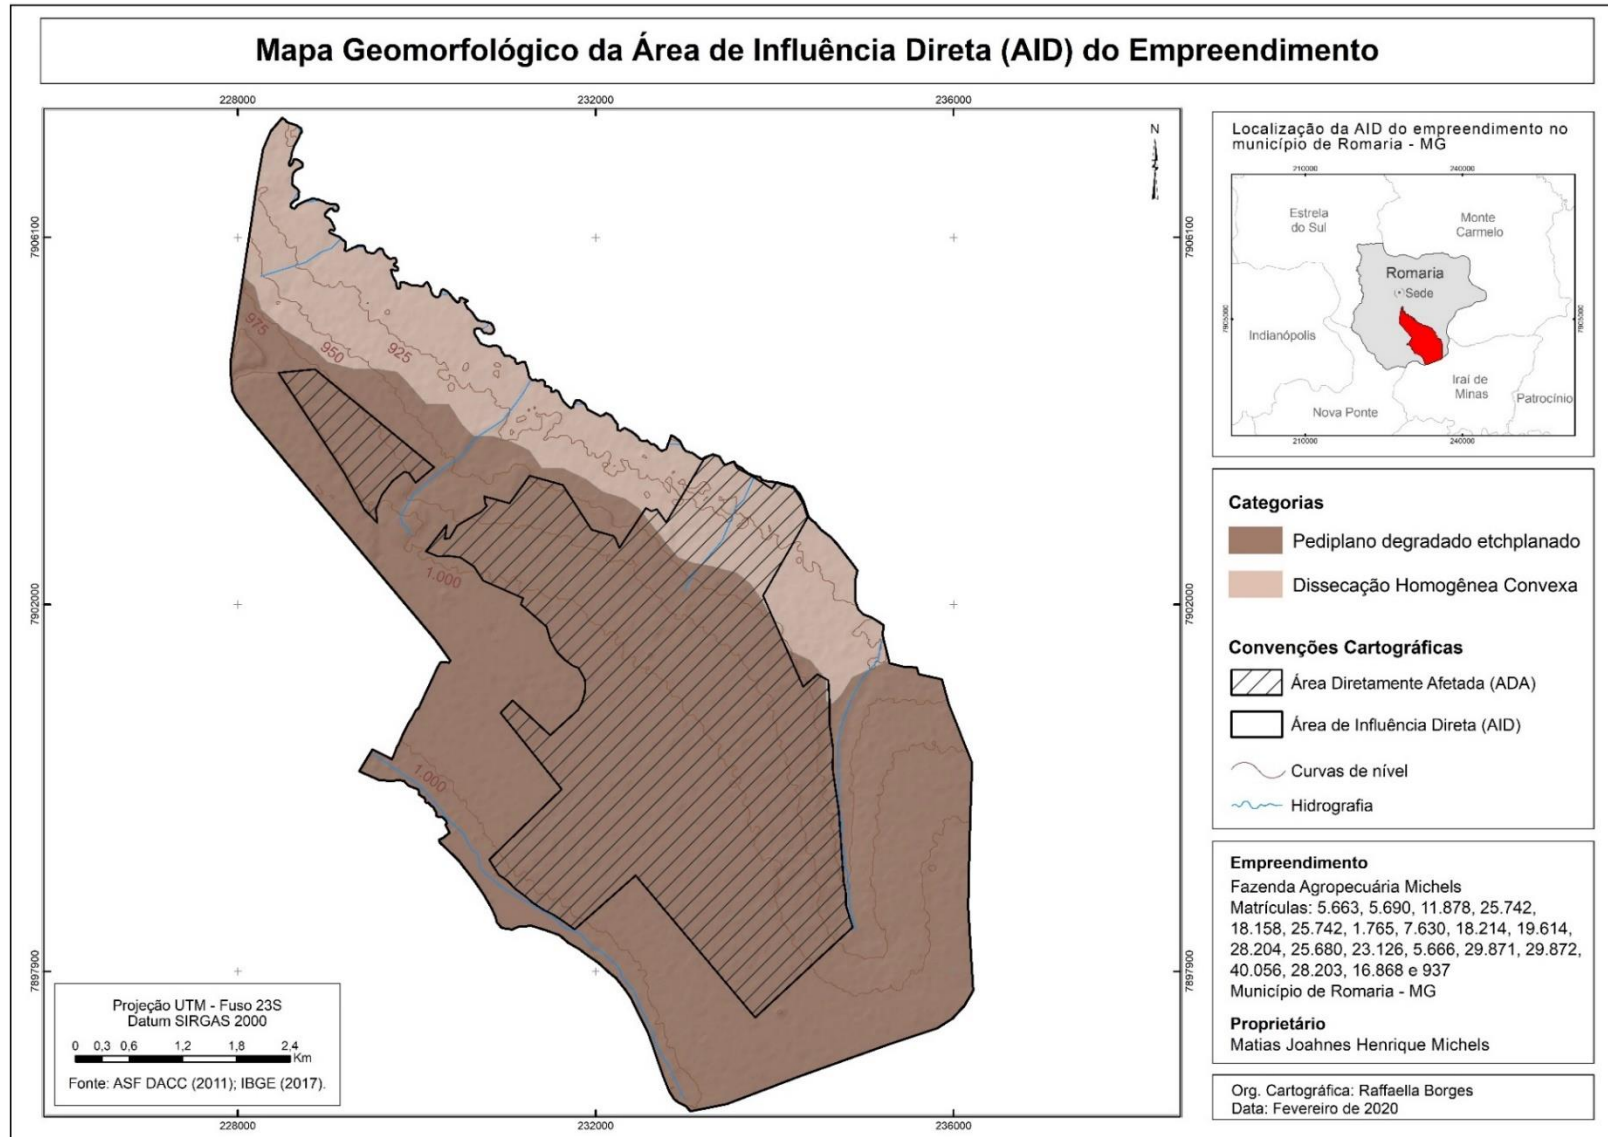 Mapa Geomorfológico da Área de Influência Direta (AID) do Empreendimento
228000
232000
236000
7906100
7906100
7902000
7902000
7897900
7897900
228000
232000
236000
N
975
950
925
1.000
1.000
Projeção UTM - Fuso 23S
Datum SIRGAS 2000
0 0,3 0,6 1,2 1,8 2,4
Km
Fonte: ASF DACC (2011); IBGE (2017).
Localização da AID do empreendimento no
município de Romaria - MG
210000
240000
Estrela
do Sul
Monte
Carmelo
Romaria
Sede
7905000
7905000
Indianópolis
Iraí de
Minas
Patrocínio
Nova Ponte
210000
240000
Categorias
Pediplano degradado etchplanado
Dissecação Homogênea Convexa
Convenções Cartográficas
Área Diretamente Afetada (ADA)
Área de Influência Direta (AID)
Curvas de nível
Hidrografia
Empreendimento
Fazenda Agropecuária Michels
Matrículas: 5.663, 5.690, 11.878, 25.742,
18.158, 25.742, 1.765, 7.630, 18.214, 19.614,
28.204, 25.680, 23.126, 5.666, 29.871, 29.872,
40.056, 28.203, 16.868 e 937
Município de Romaria - MG
Proprietário
Matias Joahnes Henrique Michels
Org. Cartográfica: Raffaella Borges
Data: Fevereiro de 2020